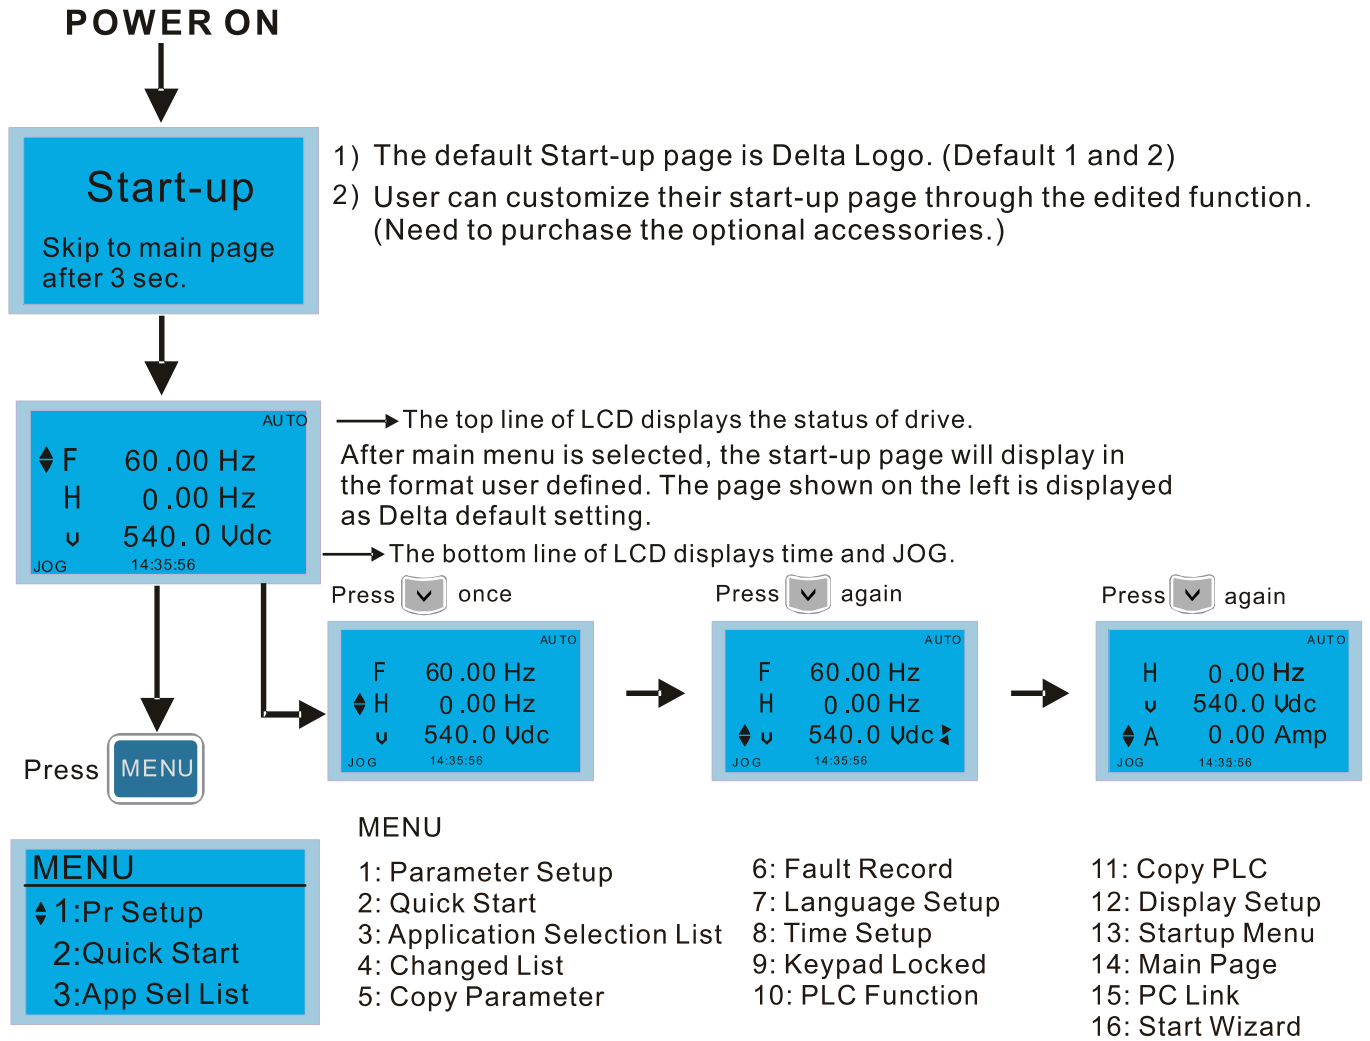 POWER ON
Start-up
Skip to main page
after 3 sec.
1) The default Start-up page is Delta Logo. (Default 1 and 2)
2) User can customize their start-up page through the edited function.
(Need to purchase the optional accessories.)
AUTO
F 60.00 Hz
H 0.00 Hz
v 540.0 Vdc
JOG 14:35:56
The top line of LCD displays the status of drive.
After main menu is selected, the start-up page will display in
the format user defined. The page shown on the left is displayed
as Delta default setting.
The bottom line of LCD displays time and JOG.
Press once
AUTO
F 60.00 Hz
H 0.00 Hz
v 540.0 Vdc
JOG 14:35:56
Press again
AUTO
F 60.00 Hz
H 0.00 Hz
v 540.0 Vdc
JOG 14:35:56
Press again
AUTO
H 0.00 Hz
v 540.0 Vdc
A 0.00 Amp
JOG 14:35:56
Press MENU
MENU
1:Pr Setup
2:Quick Start
3:App Sel List
MENU
1: Parameter Setup
2: Quick Start
3: Application Selection List
4: Changed List
5: Copy Parameter
6: Fault Record
7: Language Setup
8: Time Setup
9: Keypad Locked
10: PLC Function
11: Copy PLC
12: Display Setup
13: Startup Menu
14: Main Page
15: PC Link
16: Start Wizard